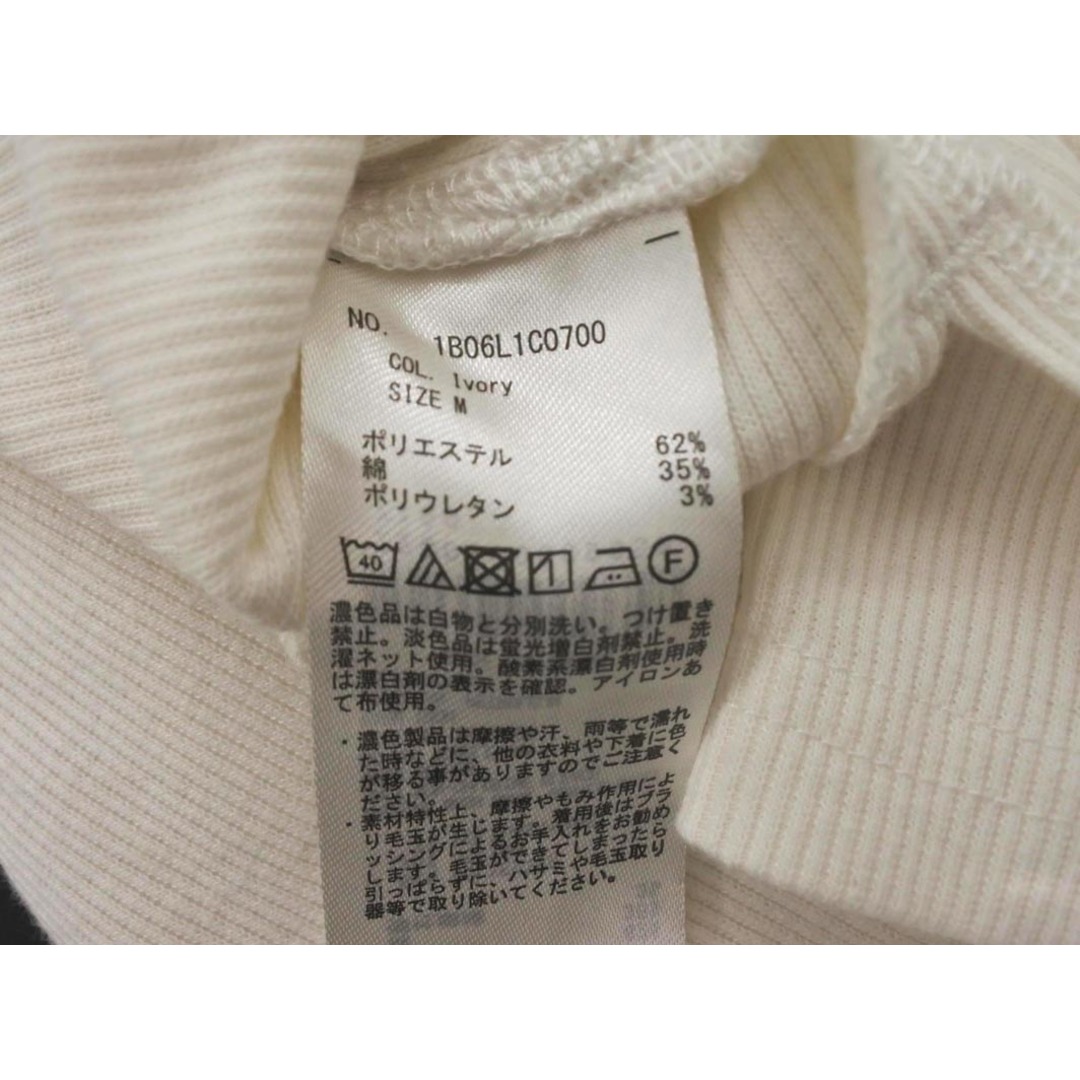 NO. 1B06L1C0700
COL. Ivory
SIZE M
ポリエステル 62%
綿 35%
ポリウレタン 3%
40 F
濃色品は白物と分別洗い。つけ置き
禁止。淡色品は蛍光増白剤禁止。洗
濯ネット使用。酸素系漂白剤使用時
は漂白剤の表示を確認。アイロンあ
て布使用。
・濃色製品は摩擦や汗、雨等で濡れ
た時などに、他の衣料や下着に色
が移る事がありますのでご注意く
ださい。
・素材特性上、摩擦やもみ作用によ
り毛玉が生じます。着用後はブラ
ッシングによるお手入れをお勧め
します。毛玉ができてしまったら
引っぱらずに、ハサミや毛玉取り
器等で取り除いてください。